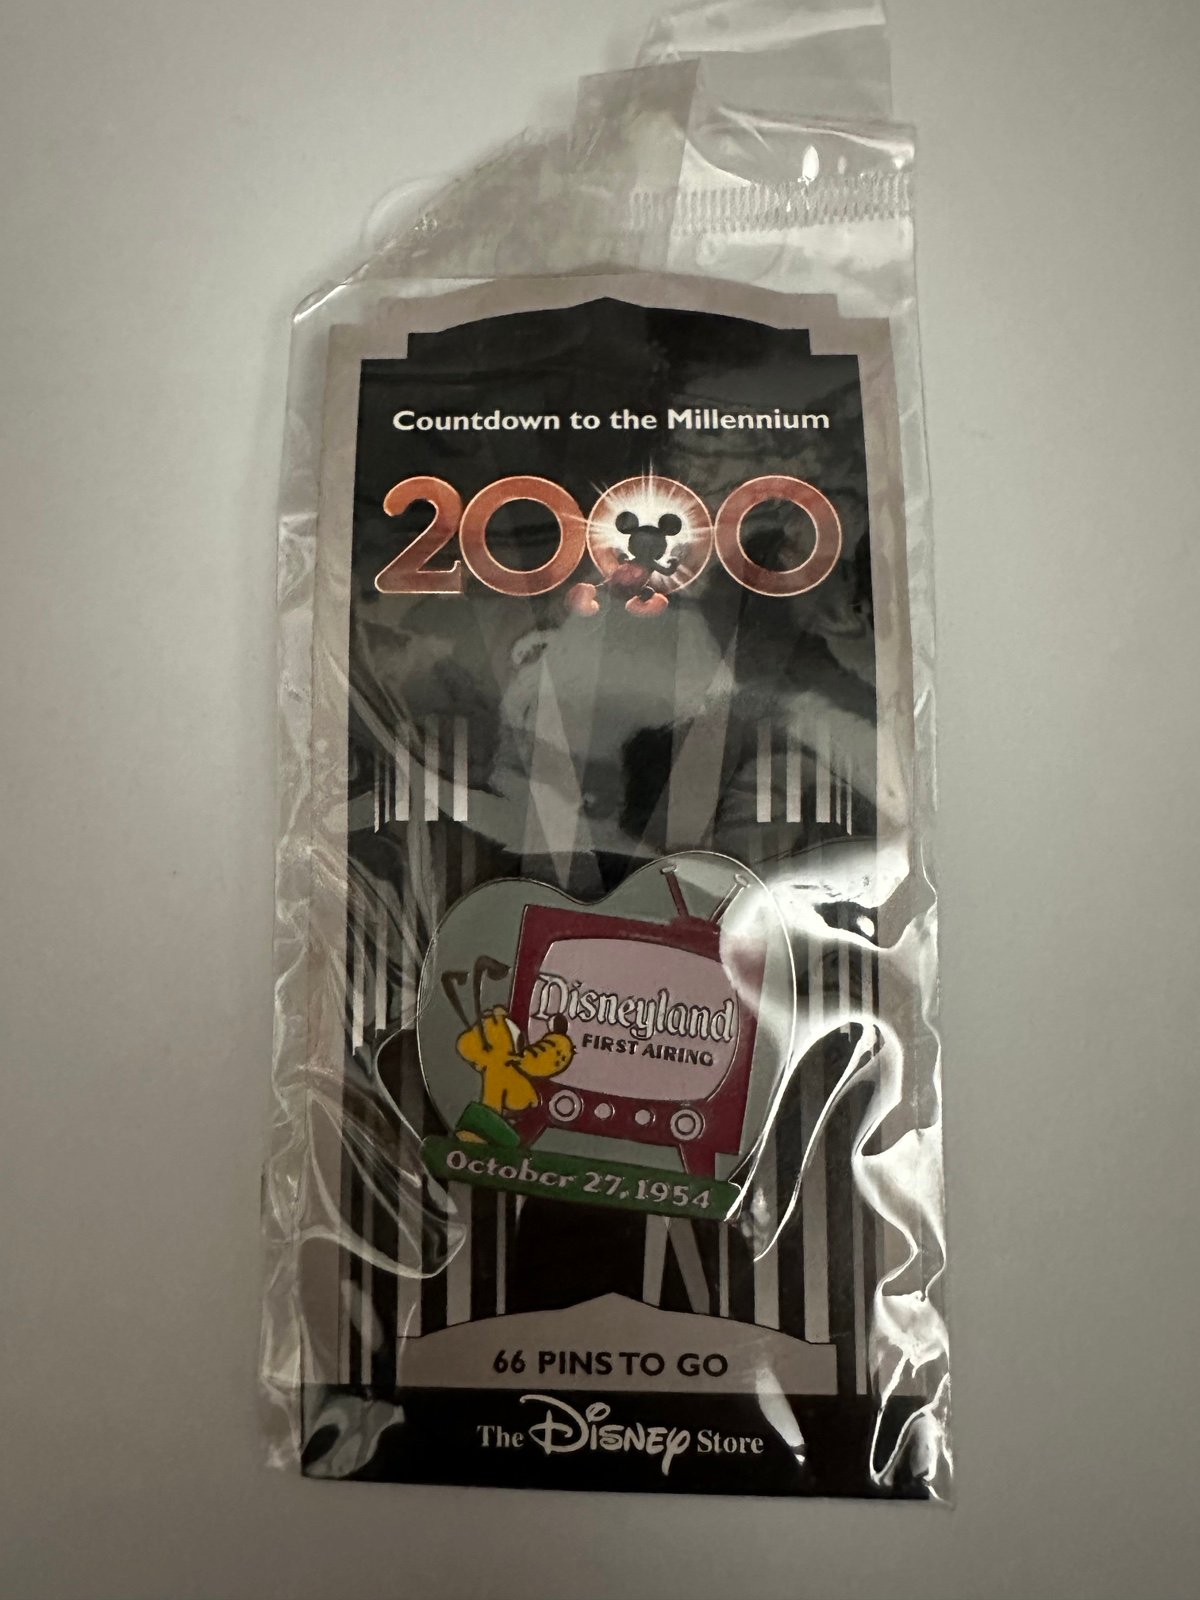 Countdown to the Millennium
2000
Disneyland
FIRST AIRING
October 27, 1954
66 PINS TO GO
The Disney Store